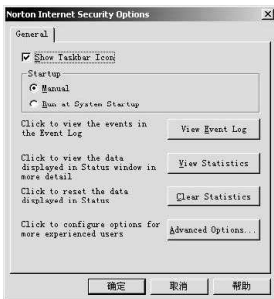 Norton Internet Security Options
General
Show Taskbar Icon
Startup
Manual
Run at System Startup
Click to view the events in
the Event Log
View Event Log
Click to view the data
displayed in Status window in
more detail
View Statistics
Click to reset the data
displayed in Status
Clear Statistics
Click to configure options for
more experienced users
Advanced Options...
确定 取消 帮助